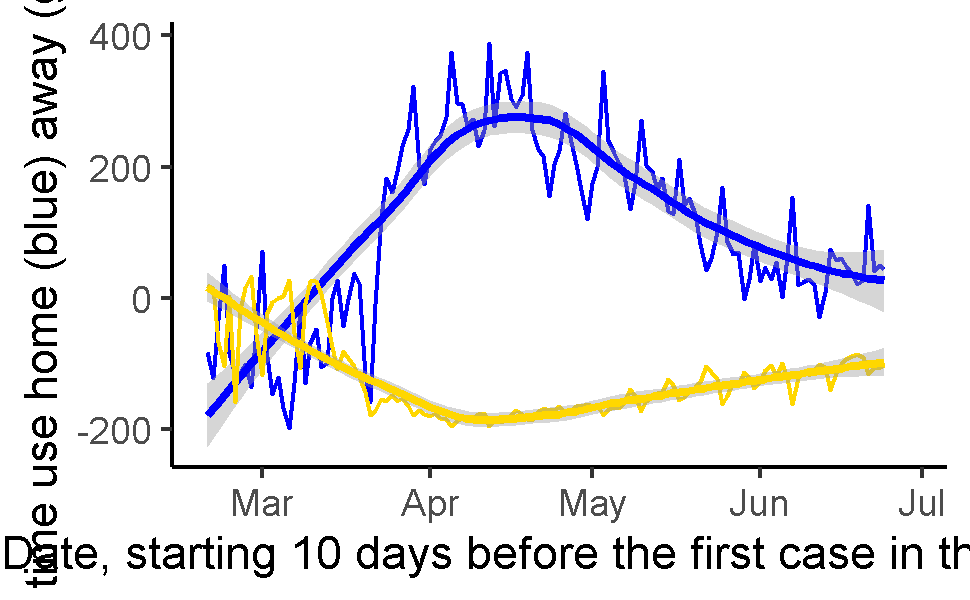 time use home (blue) away (
400
200
0
-200
Mar Apr May Jun Jul
Date, starting 10 days before the first case in th